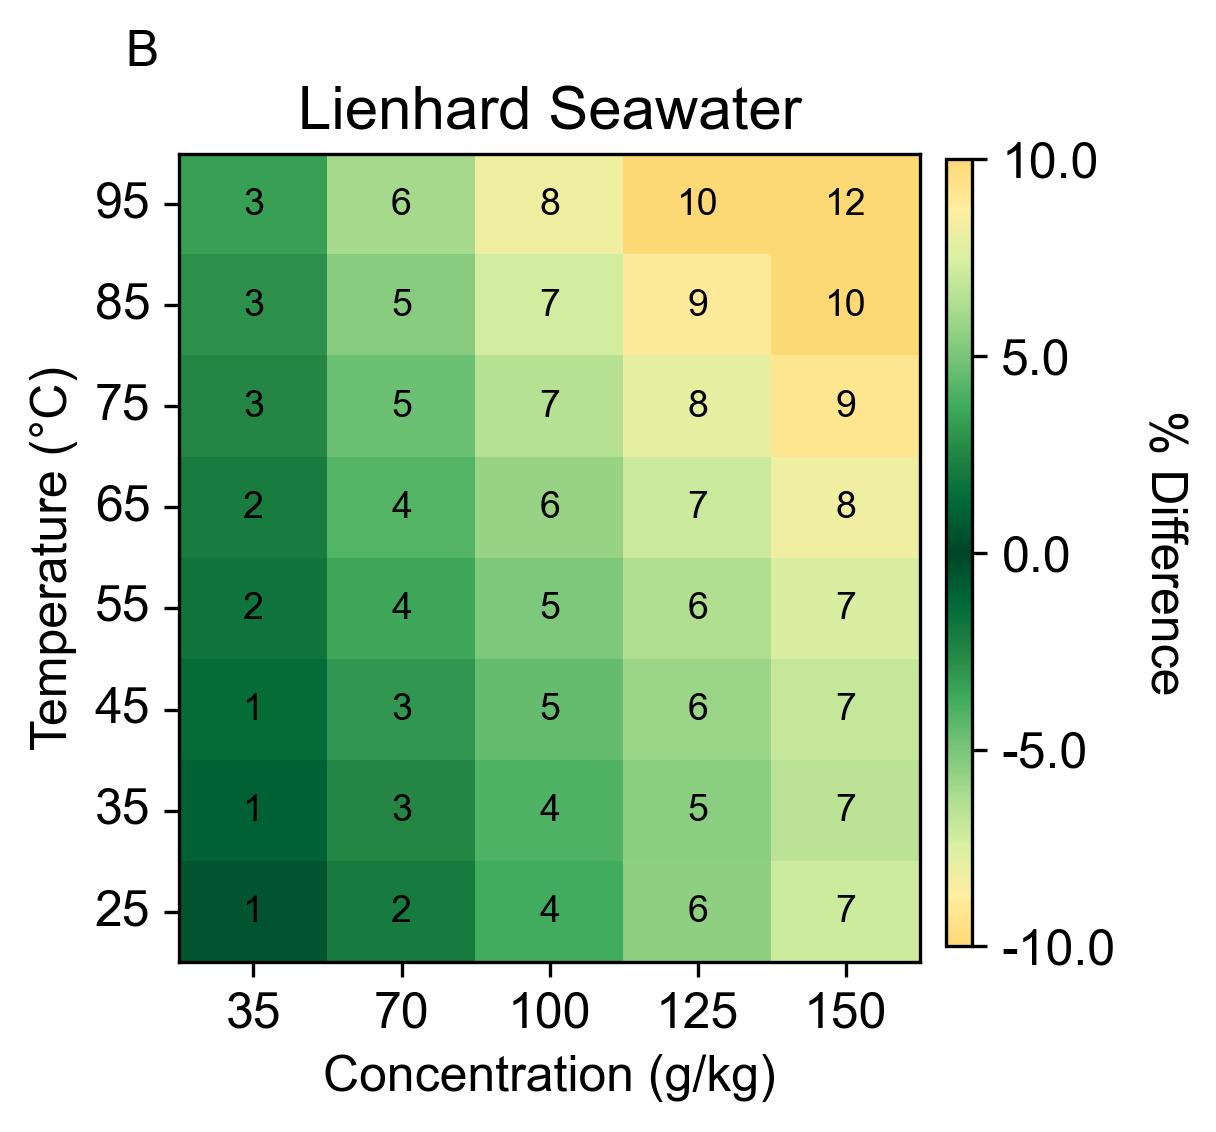 B
Lienhard Seawater
95 3 6 8 10 12 10.0
85 3 5 7 9 10
5.0
75 3 5 7 8 9
65 2 4 6 7 8
0.0
55 2 4 5 6 7
45 1 3 5 6 7
-5.0
35 1 3 4 5 7
25 1 2 4 6 7
-10.0
35 70 100 125 150
Concentration (g/kg)
Temperature (°C)
% Difference